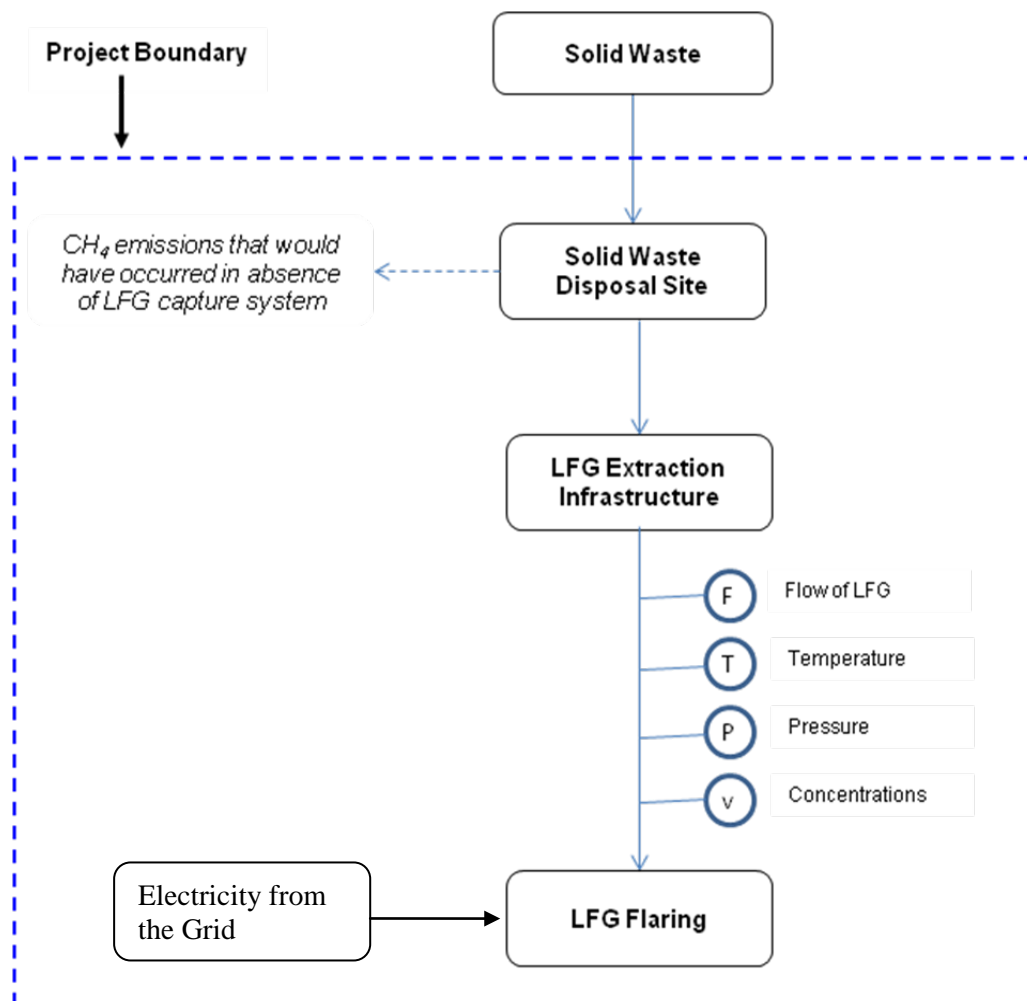 Project Boundary
Solid Waste
CH₄ emissions that would
have occurred in absence
of LFG capture system
Solid Waste
Disposal Site
LFG Extraction
Infrastructure
F
Flow of LFG
T
Temperature
P
Pressure
v
Concentrations
Electricity from
the Grid
LFG Flaring